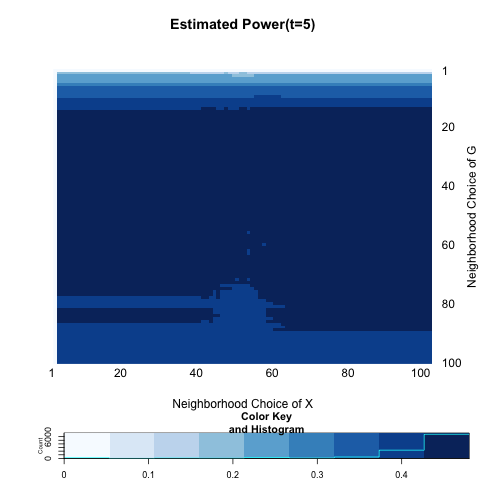 Estimated Power(t=5)
1
20
40
60
80
100
Neighborhood Choice of G
1 20 40 60 80 100
Neighborhood Choice of X
Color Key
and Histogram
Count
0 6000
0 0.1 0.2 0.3 0.4